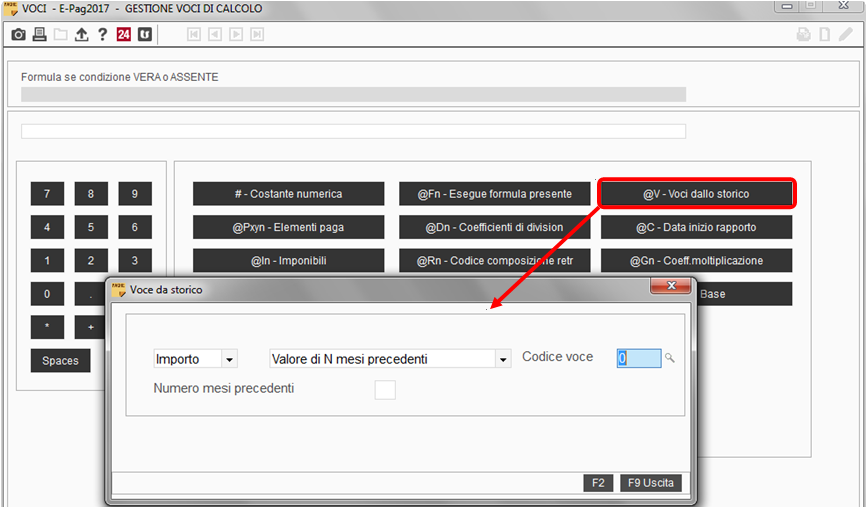 VOCI - E-Pag2017 - GESTIONE VOCI DI CALCOLO
24
Formula se condizione VERA o ASSENTE
7 8 9 # - Costante numerica @Fn - Esegue formula presente @V - Voci dallo storico
4 5 6 @Pxyn - Elementi paga @Dn - Coefficienti di division @C - Data inizio rapporto
1 2 3 @In - Imponibili @Rn - Codice composizione retr @Gn - Coeff.moltiplicazione
0 . Base
* +
Spaces
Voce da storico
Importo Valore di N mesi precedenti Codice voce 0
Numero mesi precedenti
F2 F9 Uscita